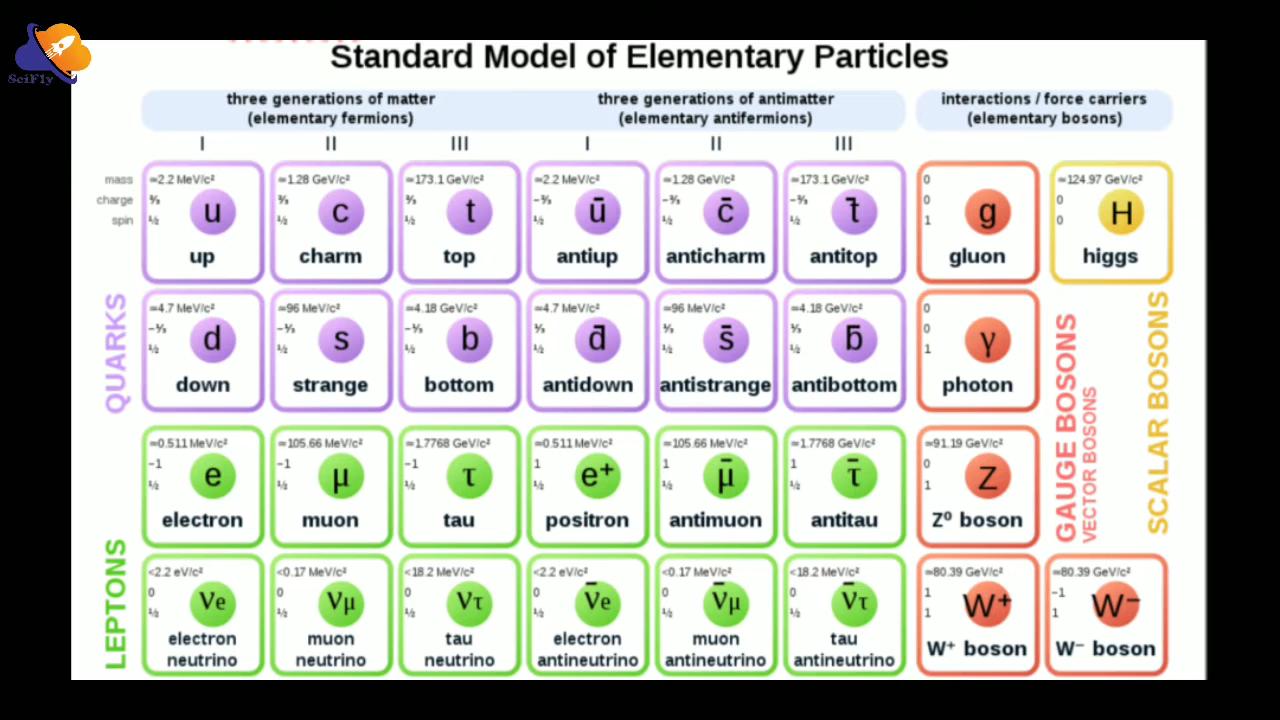 SciFly
Standard Model of Elementary Particles
three generations of matter
(elementary fermions)
three generations of antimatter
(elementary antifermions)
interactions / force carriers
(elementary bosons)
I II III I II III
mass
charge
spin
≃2.2 MeV/c²
⅔
½
u
up
≃1.28 GeV/c²
⅔
½
c
charm
≃173.1 GeV/c²
⅔
½
t
top
≃2.2 MeV/c²
−⅔
½
ū
antiup
≃1.28 GeV/c²
−⅔
½
c̄
anticharm
≃173.1 GeV/c²
−⅔
½
t̄
antitop
0
0
1
g
gluon
≃124.97 GeV/c²
0
0
H
higgs
QUARKS
≃4.7 MeV/c²
−⅓
½
d
down
≃96 MeV/c²
−⅓
½
s
strange
≃4.18 GeV/c²
−⅓
½
b
bottom
≃4.7 MeV/c²
⅓
½
d̄
antidown
≃96 MeV/c²
⅓
½
s̄
antistrange
≃4.18 GeV/c²
⅓
½
b̄
antibottom
0
0
1
γ
photon
GAUGE BOSONS
VECTOR BOSONS
SCALAR BOSONS
LEPTONS
≃0.511 MeV/c²
−1
½
e
electron
≃105.66 MeV/c²
−1
½
μ
muon
≃1.7768 GeV/c²
−1
½
τ
tau
≃0.511 MeV/c²
1
½
e⁺
positron
≃105.66 MeV/c²
1
½
μ̄
antimuon
≃1.7768 GeV/c²
1
½
τ̄
antitau
≃91.19 GeV/c²
0
1
Z
Z⁰ boson
<2.2 eV/c²
0
½
νe
electron
neutrino
<0.17 MeV/c²
0
½
νμ
muon
neutrino
<18.2 MeV/c²
0
½
ντ
tau
neutrino
<2.2 eV/c²
0
½
ν̄e
electron
antineutrino
<0.17 MeV/c²
0
½
ν̄μ
muon
antineutrino
<18.2 MeV/c²
0
½
ν̄τ
tau
antineutrino
≃80.39 GeV/c²
1
1
W⁺
W⁺ boson
≃80.39 GeV/c²
−1
1
W⁻
W⁻ boson